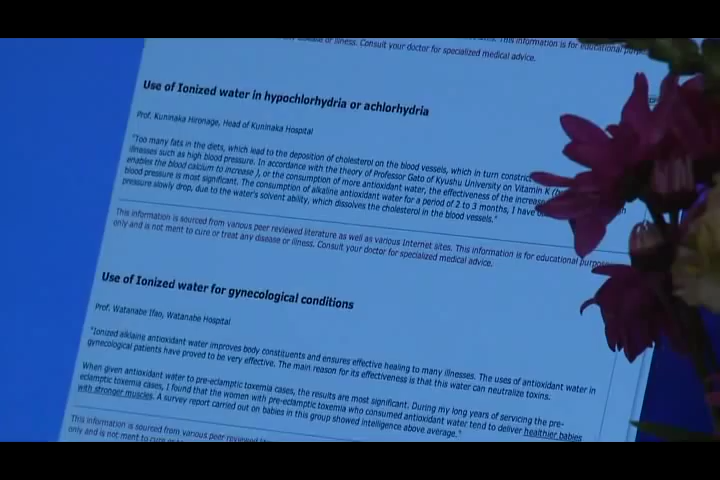 disease or illness. Consult your doctor for specialized medical advice. This information is for educational purpo
Use of Ionized water in hypochlorhydria or achlorhydria
Prof. Kuninaka Hironage, Head of Kuninaka Hospital
"Too many fats in the diets, which lead to the deposition of cholesterol on the blood vessels, which in turn constrict
illnesses such as high blood pressure. In accordance with the theory of Professor Gato of Kyushu University on Vitamin K (b
enables the blood calcium to increase), or the consumption of more antioxidant water, the effectiveness of the increase
blood pressure is most significant. The consumption of alkaline antioxidant water for a period of 2 to 3 months, I have
pressure slowly drop, due to the water's solvent ability, which dissolves the cholesterol in the blood vessels."
This information is sourced from various peer reviewed literature as well as various Internet sites. This information is for educational purpose
only and is not ment to cure or treat any disease or illness. Consult your doctor for specialized medical advice.
Use of Ionized water for gynecological conditions
Prof. Watanabe Ifao, Watanabe Hospital
"Ionized alklaine antioxidant water improves body constituents and ensures effective healing to many illnesses. The uses of antioxidant water in
gynecological patients have proved to be very effective. The main reason for its effectiveness is that this water can neutralize toxins.
When given antioxidant water to pre-eclamptic toxemia cases, the results are most significant. During my long years of servicing the pre-
eclamptic toxemia cases, I found that the women with pre-eclamptic toxemia who consumed antioxidant water tend to deliver healthier babies
with stronger muscles. A survey report carried out on babies in this group showed intelligence above average."
This information is sourced from various peer reviewed
only and is not ment to cure or